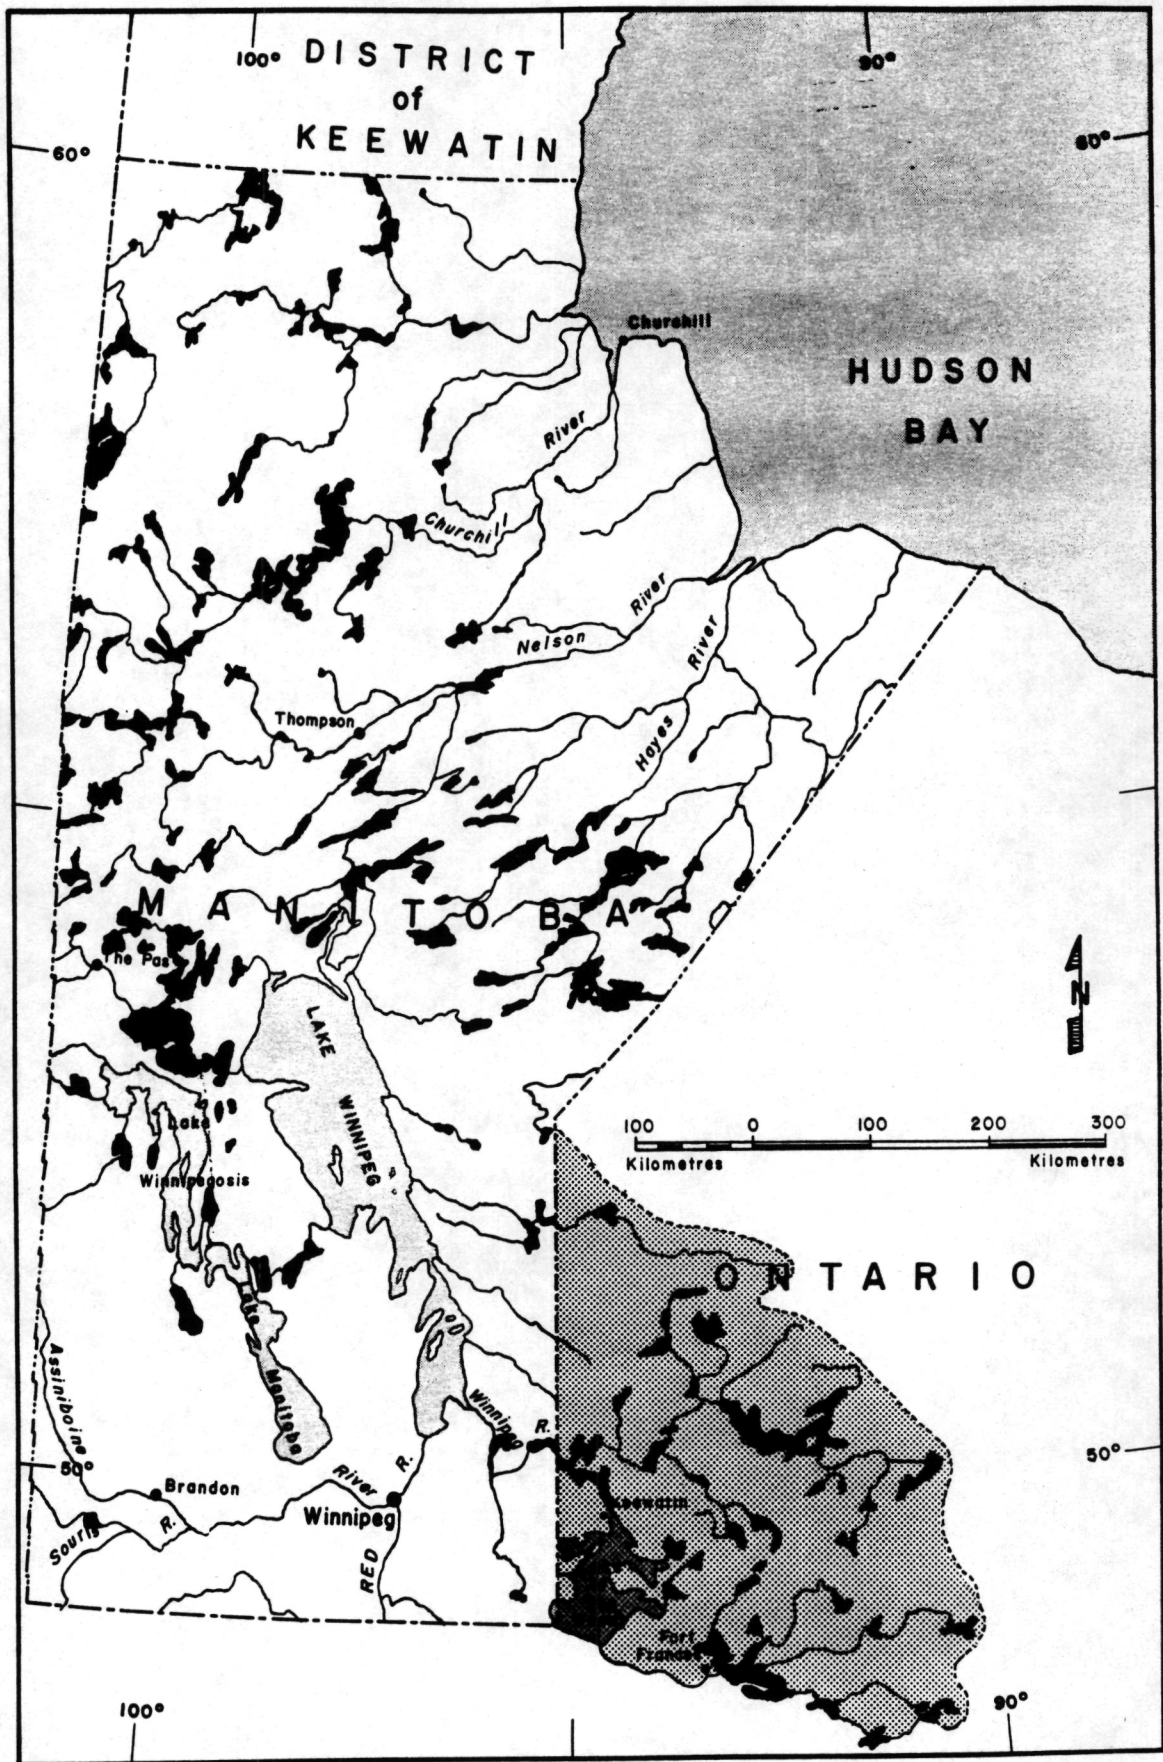 100°
DISTRICT
of
KEEWATIN
90°
60°
60°
Churchill
HUDSON
BAY
River
Churchill
River
Nelson
River
Thompson
Hayes
MANITOBA
The Pas
N
LAKE
WINNIPEG
100 0 100 200 300
Kilometres Kilometres
Lake
Winnipegosis
ONTARIO
Lake
Manitoba
Assiniboine
Winnipeg
R.
50°
50°
Brandon
River
R.
Winnipeg
Souris
R.
Keewatin
RED
Fort
Frances
100°
90°